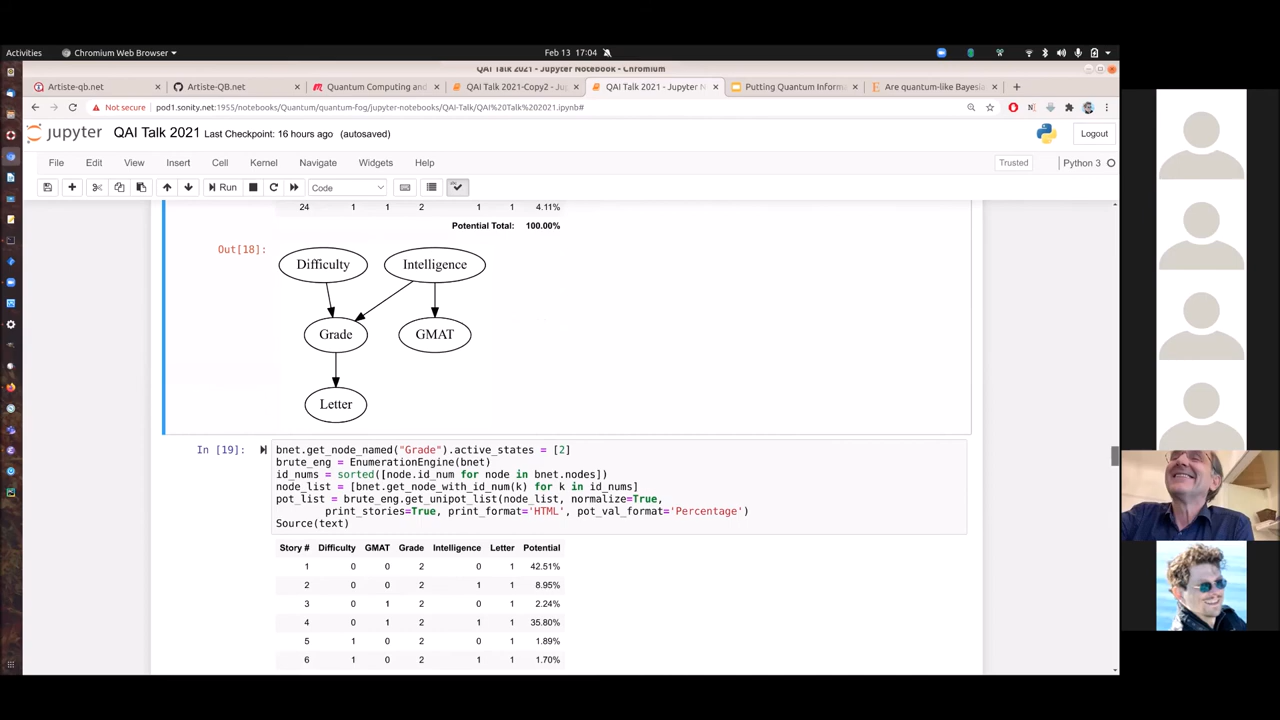 Activities
Chromium Web Browser
Feb 13 17:04
QAI Talk 2021 - Jupyter Notebook - Chromium
Artiste-qb.net
Artiste-QB.net
Quantum Computing and
QAI Talk 2021-Copy2 - Jup
QAI Talk 2021 - Jupyter N
Putting Quantum Inform
Are quantum-like Bayesia
Not secure
pod1.sonity.net:1955/notebooks/Quantum/quantum-fog/jupyter-notebooks/QAI-Talk/QAI%20Talk%202021.ipynb#
jupyter QAI Talk 2021 Last Checkpoint: 16 hours ago (autosaved)
Logout
File Edit View Insert Cell Kernel Navigate Widgets Help
Trusted
Python 3
Run
Code
24 1 1 2 1 1 4.11%
Potential Total: 100.00%
Out[18]:
Difficulty
Intelligence
Grade
GMAT
Letter
In [19]:
bnet.get_node_named("Grade").active_states = [2]
brute_eng = EnumerationEngine(bnet)
id_nums = sorted([node.id_num for node in bnet.nodes])
node_list = [bnet.get_node_with_id_num(k) for k in id_nums]
pot_list = brute_eng.get_unipot_list(node_list, normalize=True,
print_stories=True, print_format='HTML', pot_val_format='Percentage')
Source(text)
Story # Difficulty GMAT Grade Intelligence Letter Potential
1 0 0 2 0 1 42.51%
2 0 0 2 1 1 8.95%
3 0 1 2 0 1 2.24%
4 0 1 2 1 1 35.80%
5 1 0 2 0 1 1.89%
6 1 0 2 1 1 1.70%